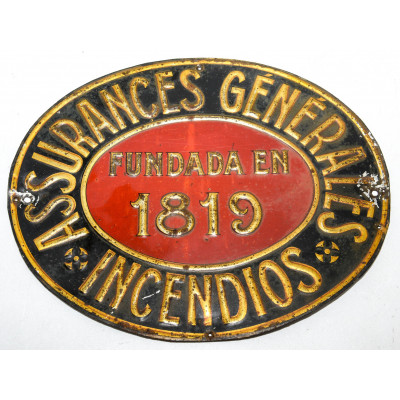 ASSURANCES GÉNÉRALES
FUNDADA EN
1819
INCENDIOS